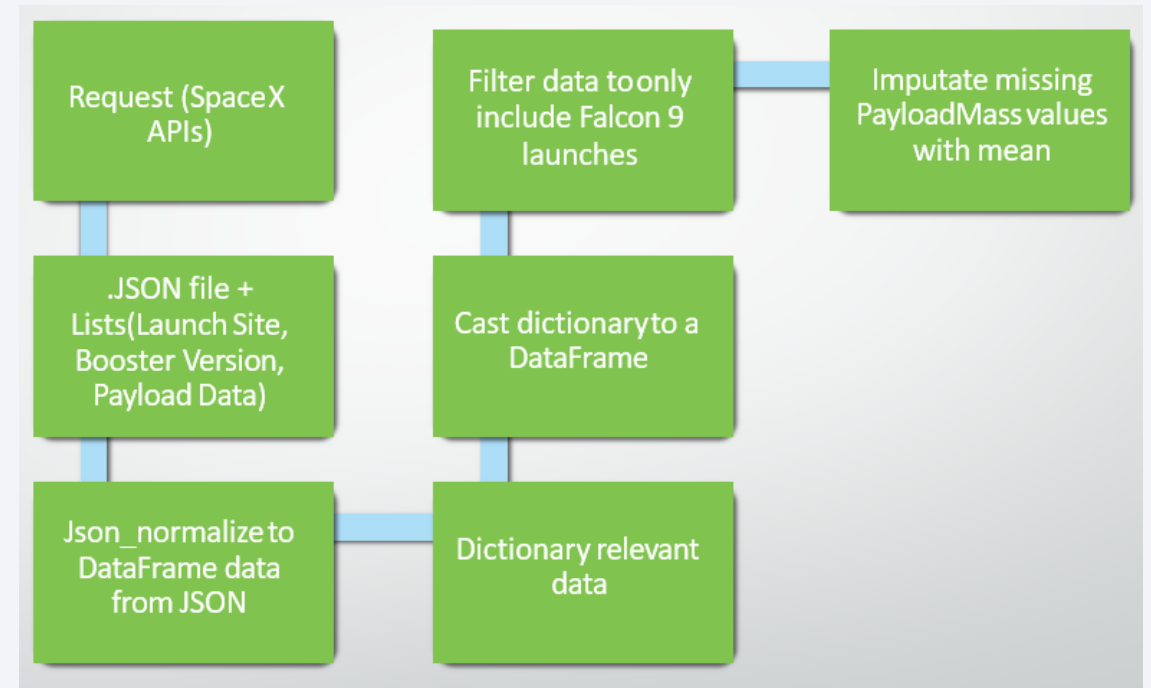 Request (SpaceX
APIs)
.JSON file +
Lists(Launch Site,
Booster Version,
Payload Data)
Json_normalize to
DataFrame data
from JSON
Dictionary relevant
data
Cast dictionary to a
DataFrame
Filter data to only
include Falcon 9
launches
Imputate missing
PayloadMass values
with mean